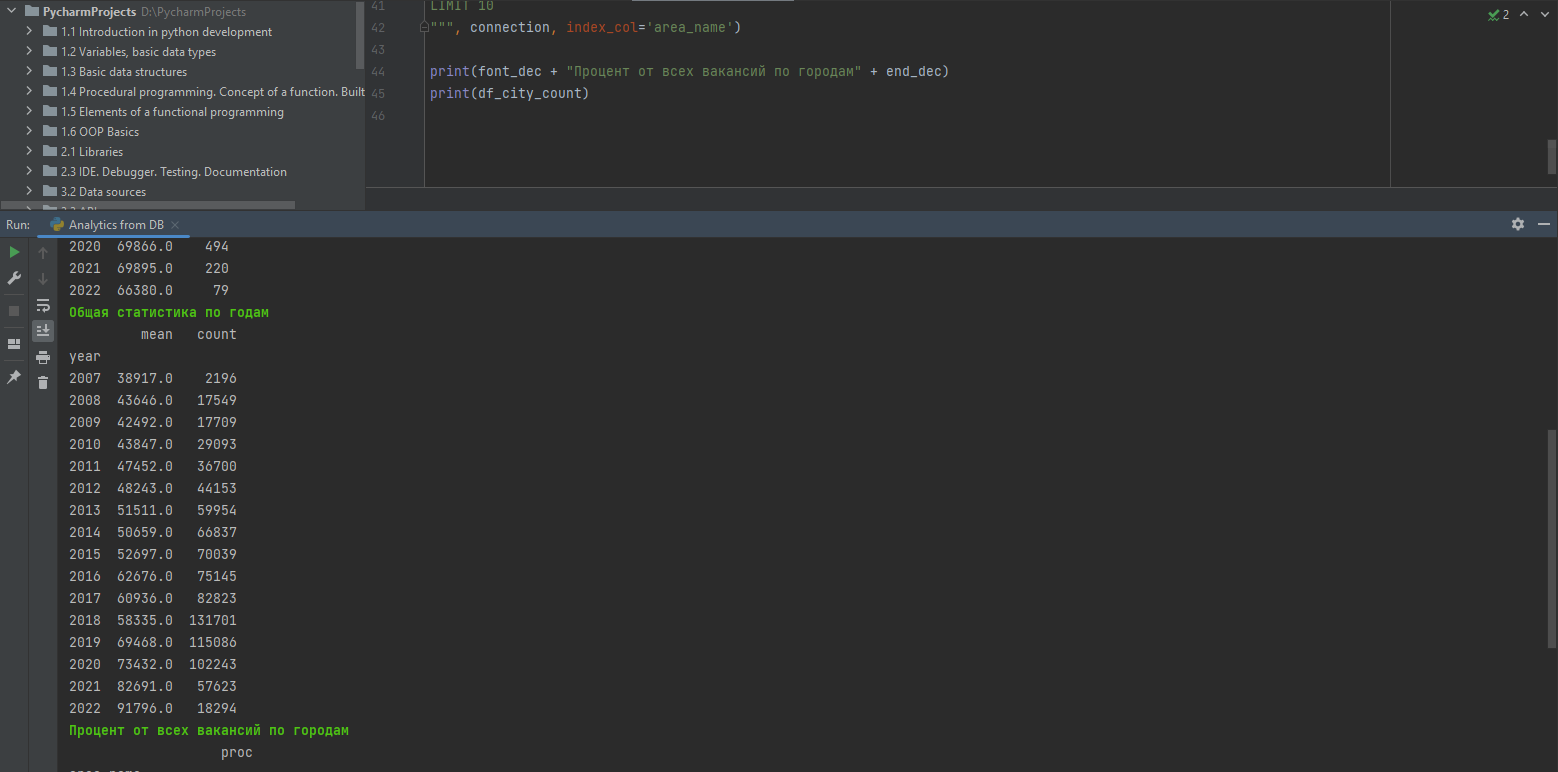 PycharmProjects D:\PycharmProjects
1.1 Introduction in python development
1.2 Variables, basic data types
1.3 Basic data structures
1.4 Procedural programming. Concept of a function. Built
1.5 Elements of a functional programming
1.6 OOP Basics
2.1 Libraries
2.3 IDE. Debugger. Testing. Documentation
3.2 Data sources
41 LIMIT 10
42 """, connection, index_col='area_name')
43
44 print(font_dec + "Процент от всех вакансий по городам" + end_dec)
45 print(df_city_count)
46
2
Run: Analytics from DB
2020 69866.0 494
2021 69895.0 220
2022 66380.0 79
Общая статистика по годам
mean count
year
2007 38917.0 2196
2008 43646.0 17549
2009 42492.0 17709
2010 43847.0 29093
2011 47452.0 36700
2012 48243.0 44153
2013 51511.0 59954
2014 50659.0 66837
2015 52697.0 70039
2016 62676.0 75145
2017 60936.0 82823
2018 58335.0 131701
2019 69468.0 115086
2020 73432.0 102243
2021 82691.0 57623
2022 91796.0 18294
Процент от всех вакансий по городам
proc